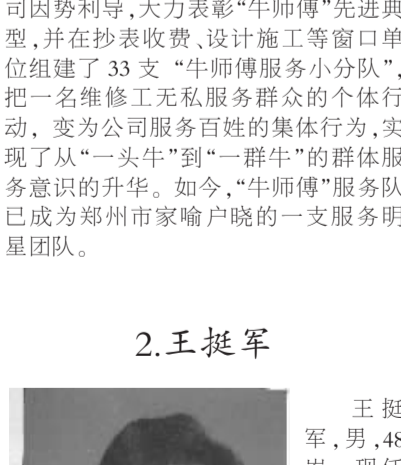 司因势利导,大力表彰“牛师傅”先进典
型,并在抄表收费、设计施工等窗口单
位组建了 33 支 “牛师傅服务小分队”,
把一名维修工无私服务群众的个体行
动, 变为公司服务百姓的集体行为,实
现了从“一头牛”到“一群牛”的群体服
务意识的升华。如今,“牛师傅”服务队
已成为郑州市家喻户晓的一支服务明
星团队。
2.王挺军
王 挺
军,男,48